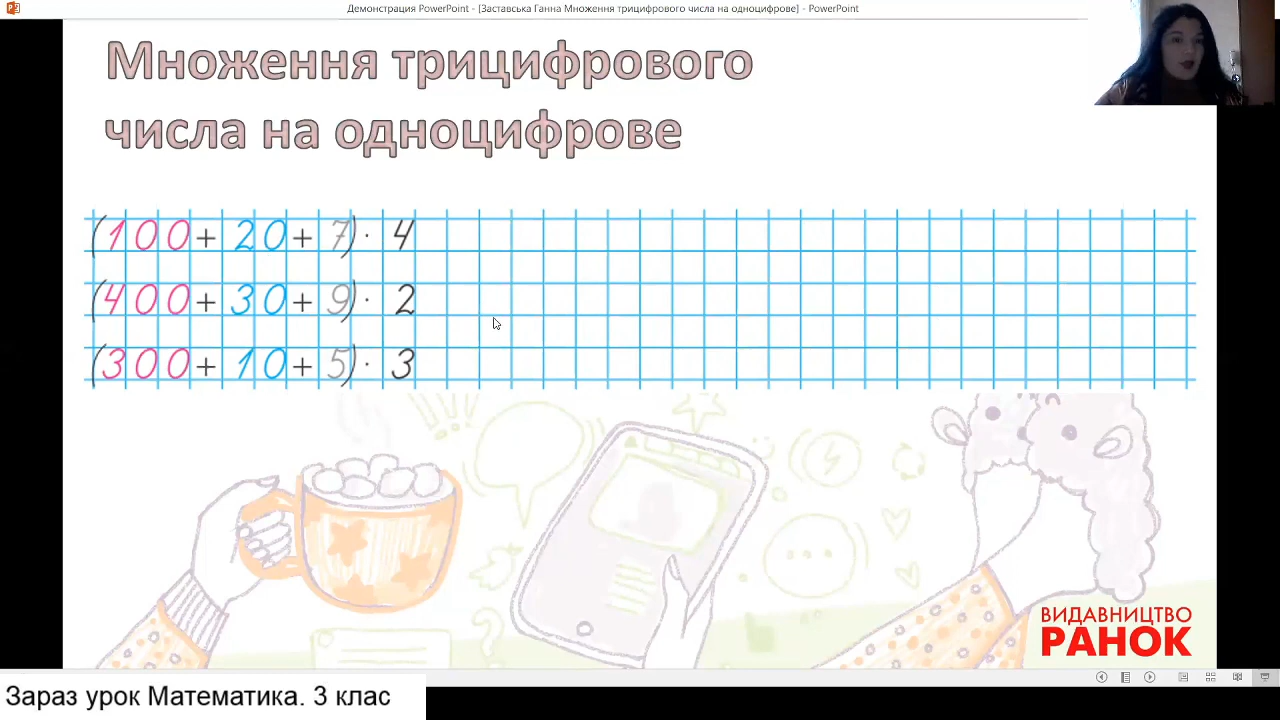 Демонстрация PowerPoint - [Заставська Ганна Множення трицифрового числа на одноцифрове] - PowerPoint
Множення трицифрового
числа на одноцифрове
(100+20+7)· 4
(400+30+9)· 2
(300+10+5)· 3
ВИДАВНИЦТВО
РАНОК
Зараз урок Математика. 3 клас